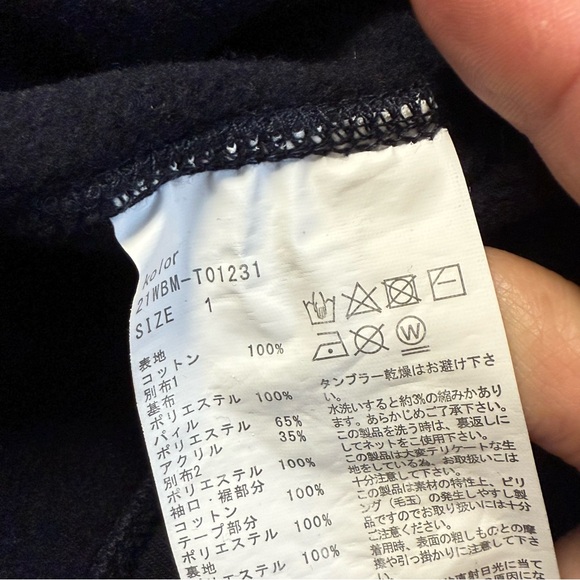 kolor
21WBM-T01231
SIZE 1
表地
コットン 100%
別布1
基布
ポリエステル 100%
パイル
ポリエステル 65%
アクリル 35%
別布2
ポリエステル 100%
袖口・裾部分
コットン 100%
テープ部分
ポリエステル 100%
裏地
100%
W
タンブラー乾燥はお避け下さ
い。
水洗いすると約3%の縮みかあり
ます。あらかじめご了承下さい。
この製品を洗う時は、裏返しに
してネットをご使用下さい。
この製品は大変デリケートな生
地をしている為、お取扱いには
十分注意して下さい。
この製品は素材の特性上、ピリ
ング(毛玉)の発生しやすし製
品ですのでお取り扱いには十分
ご注意ください。
着用時、表面の粗しものとの摩
擦や引っ掛かりに注意して下さ
直射日光に当て